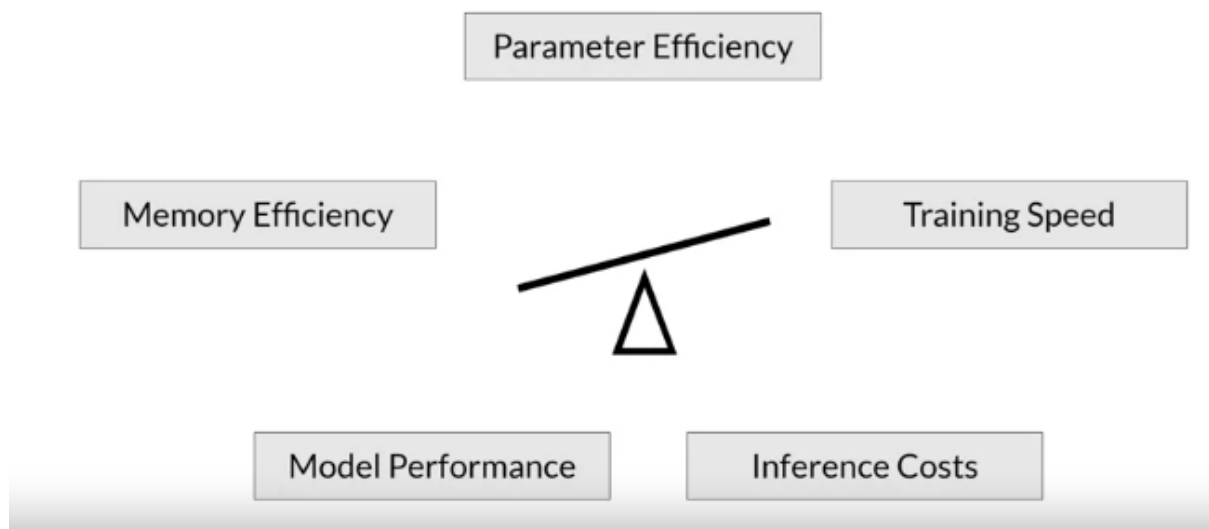 Parameter Efficiency
Memory Efficiency
Training Speed
Model Performance
Inference Costs